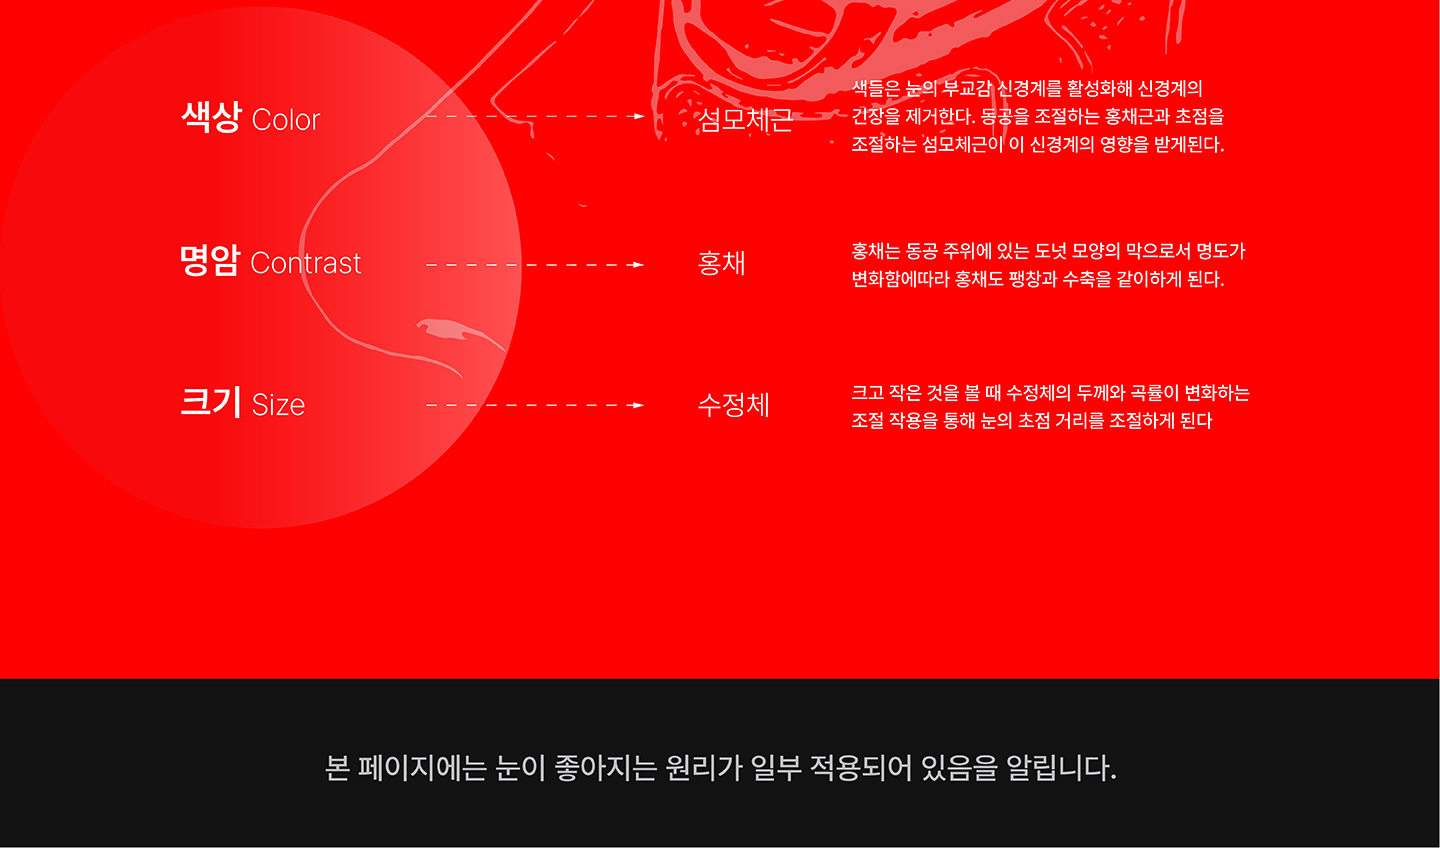 색상 Color
섬모체근
색들은 눈의 부교감 신경계를 활성화해 신경계의
긴장을 제거한다. 동공을 조절하는 홍채근과 초점을
조절하는 섬모체근이 이 신경계의 영향을 받게된다.
명암 Contrast
홍채
홍채는 동공 주위에 있는 도넛 모양의 막으로서 명도가
변화함에따라 홍채도 팽창과 수축을 같이하게 된다.
크기 Size
수정체
크고 작은 것을 볼 때 수정체의 두께와 곡률이 변화하는
조절 작용을 통해 눈의 초점 거리를 조절하게 된다
본 페이지에는 눈이 좋아지는 원리가 일부 적용되어 있음을 알립니다.